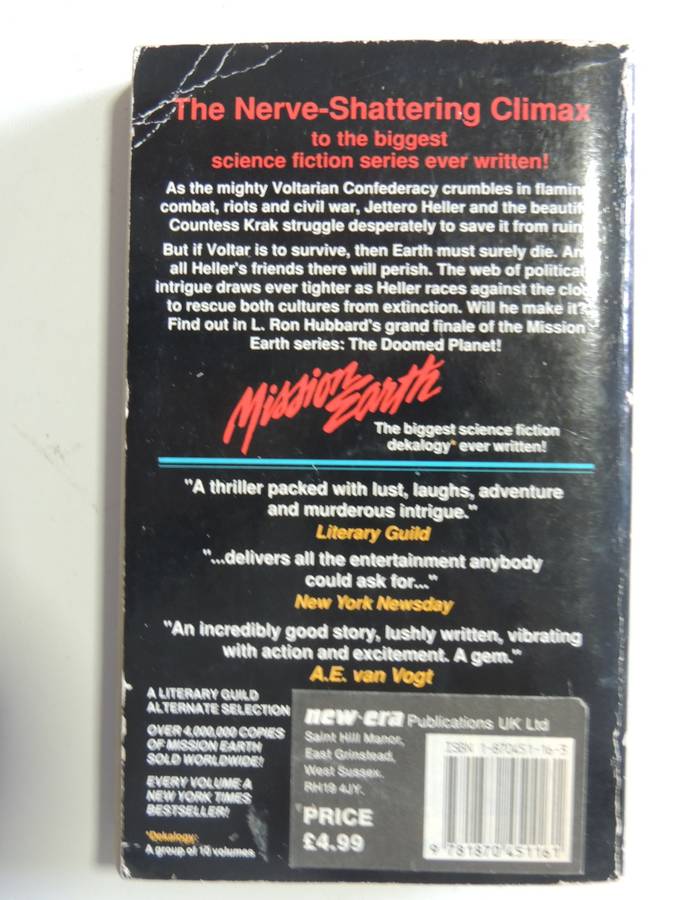 The Nerve-Shattering Climax
to the biggest
science fiction series ever written!
As the mighty Voltarian Confederacy crumbles in flamin
combat, riots and civil war, Jettero Heller and the beautif
Countess Krak struggle desperately to save it from ruin
But if Voltar is to survive, then Earth must surely die. An
all Heller's friends there will perish. The web of political
intrigue draws ever tighter as Heller races against the cloc
to rescue both cultures from extinction. Will he make it?
Find out in L. Ron Hubbard's grand finale of the Mission
Earth series: The Doomed Planet!
Mission
Earth
The biggest science fiction
dekalogy* ever written!
"A thriller packed with lust, laughs, adventure
and murderous intrigue."
Literary Guild
"...delivers all the entertainment anybody
could ask for..."
New York Newsday
"An incredibly good story, lushly written, vibrating
with action and excitement. A gem."
A.E. van Vogt
A LITERARY GUILD
ALTERNATE SELECTION
OVER 4,000,000 COPIES
OF MISSION EARTH
SOLD WORLDWIDE!
EVERY VOLUME A
NEW YORK TIMES
BESTSELLER!
*Dekalogy:
A group of 10 volumes.
new era Publications UK Ltd
Saint Hill Manor,
East Grinstead,
West Sussex.
RH19 4JY.
PRICE
£4.99
ISBN 1-870451-16-3
9 781870 451161